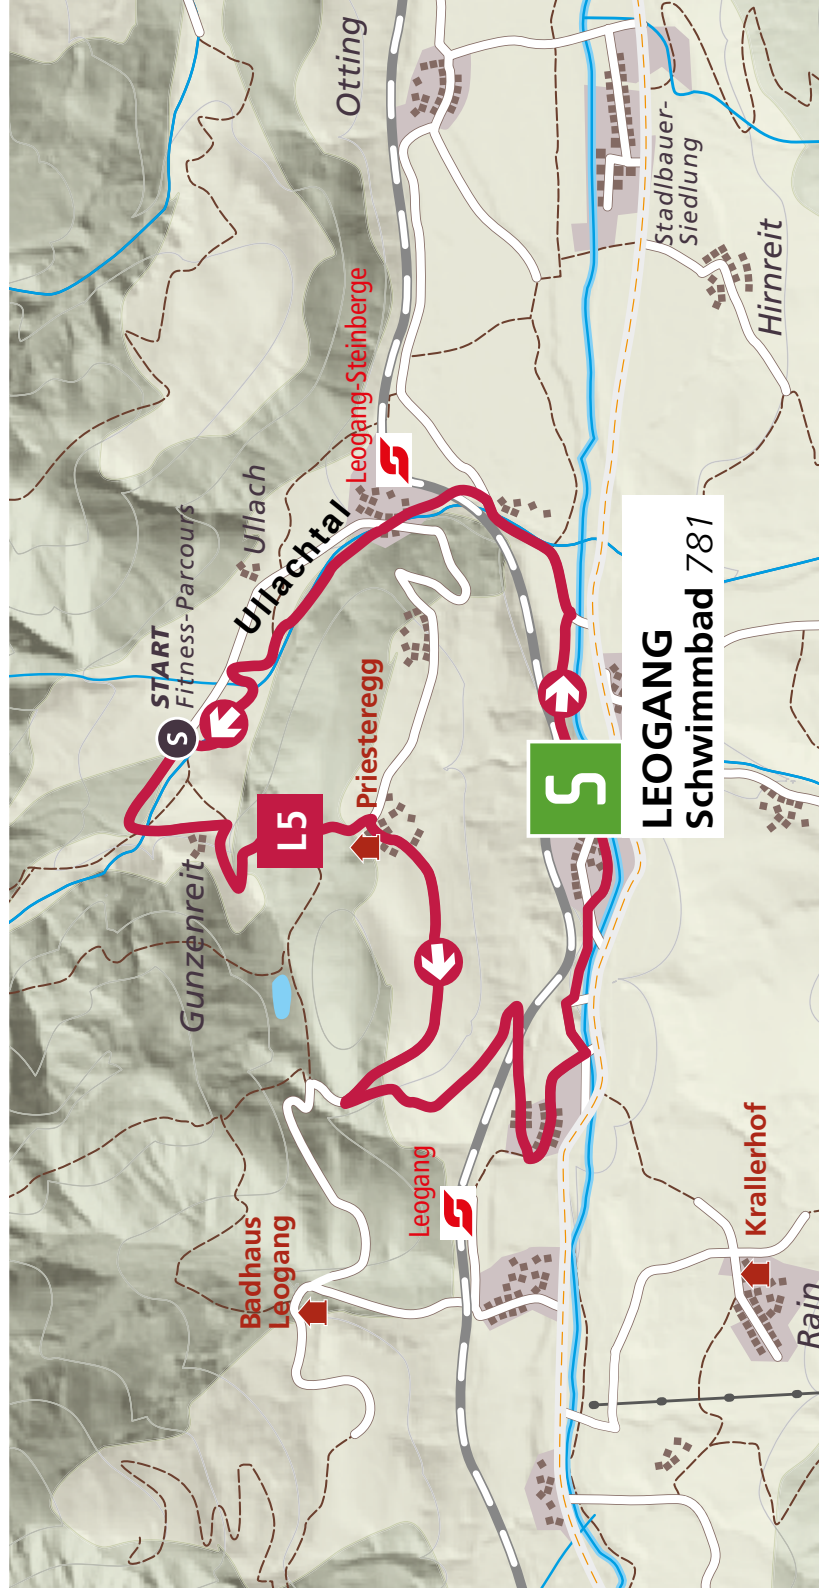 Otting
Stadlbauer-
Siedlung
Hirnreit
Leogang-Steinberge
Ullach
Ullachtal
START
Fitness-Parcours
S
Priesteregg
L5
Gunzenreit
S
LEOGANG
Schwimmbad 781
Leogang
Badhaus
Leogang
Krallerhof
Rain